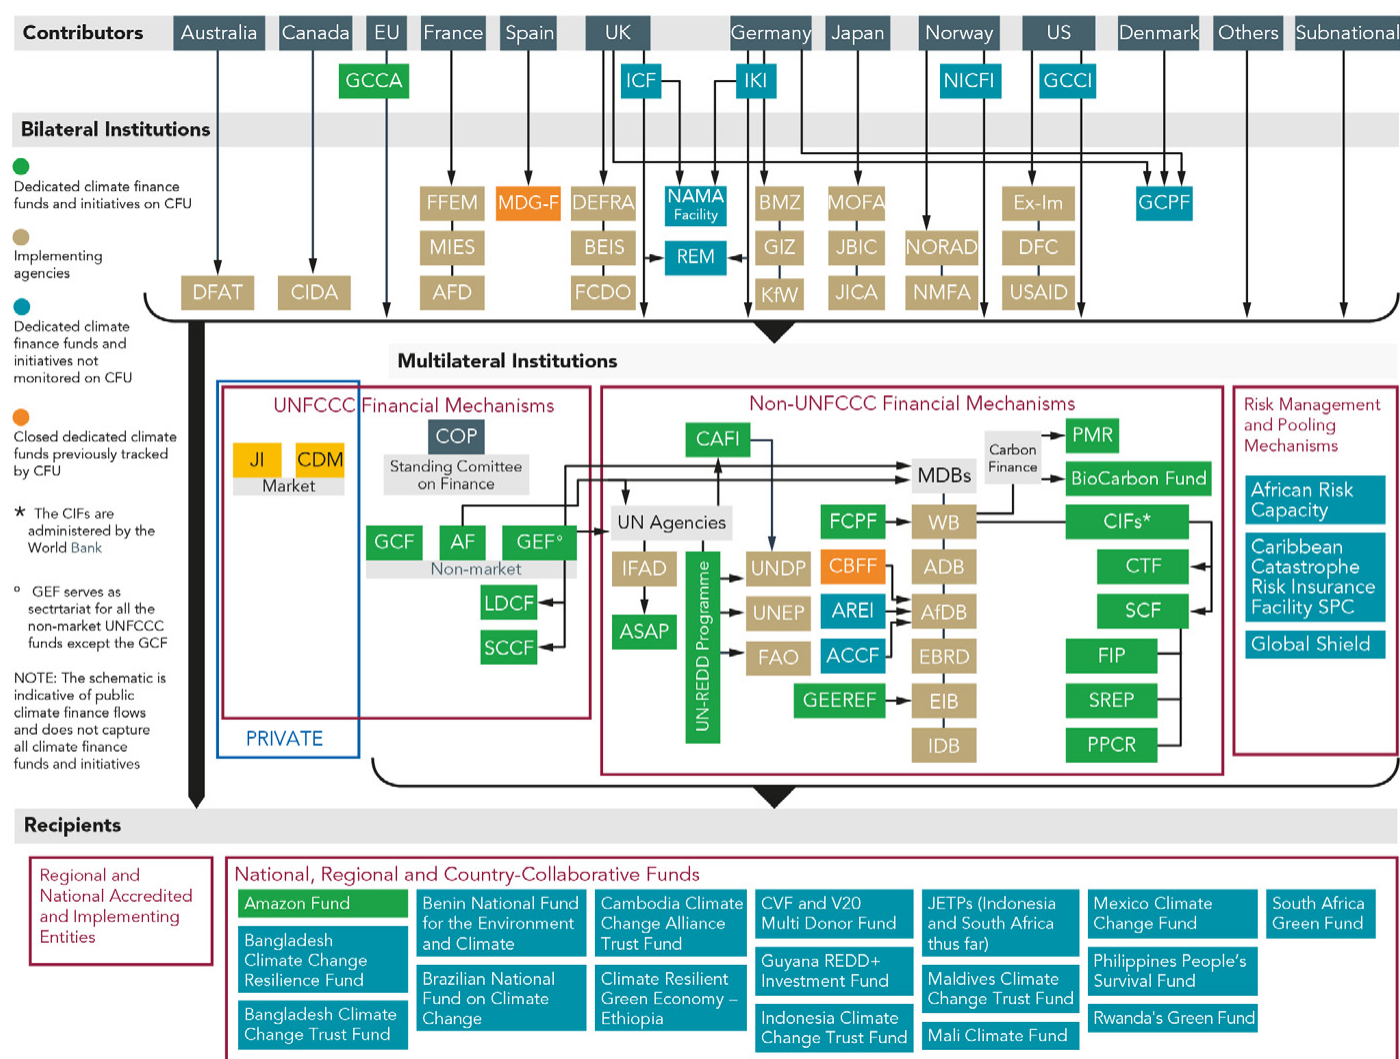 Contributors
Australia
Canada
EU
France
Spain
UK
Germany
Japan
Norway
US
Denmark
Others
Subnational
GCCA
ICF
IKI
NICFI
GCCI
Bilateral Institutions
Dedicated climate finance
funds and initiatives on CFU
Implementing
agencies
Dedicated climate
finance funds and
initiatives not
monitored on CFU
Closed dedicated climate
funds previously tracked
by CFU
* The CIFs are
administered by the
World Bank
º GEF serves as
sectrtariat for all the
non-market UNFCCC
funds except the GCF
NOTE: The schematic is
indicative of public
climate finance flows
and does not capture
all climate finance
funds and initiatives
FFEM
MDG-F
DEFRA
NAMA
Facility
BMZ
MOFA
Ex-Im
GCPF
MIES
BEIS
REM
GIZ
JBIC
NORAD
DFC
DFAT
CIDA
AFD
FCDO
KfW
JICA
NMFA
USAID
Multilateral Institutions
UNFCCC Financial Mechanisms
JI
CDM
Market
COP
Standing Comittee
on Finance
GCF
AF
GEFº
Non-market
LDCF
SCCF
PRIVATE
Non-UNFCCC Financial Mechanisms
CAFI
UN Agencies
IFAD
ASAP
UN-REDD Programme
UNDP
UNEP
FAO
FCPF
CBFF
AREI
ACCF
GEEREF
MDBs
WB
ADB
AfDB
EBRD
EIB
IDB
Carbon
Finance
PMR
BioCarbon Fund
CIFs*
CTF
SCF
FIP
SREP
PPCR
Risk Management
and Pooling
Mechanisms
African Risk
Capacity
Caribbean
Catastrophe
Risk Insurance
Facility SPC
Global Shield
Recipients
Regional and
National Accredited
and Implementing
Entities
National, Regional and Country-Collaborative Funds
Amazon Fund
Bangladesh
Climate Change
Resilience Fund
Bangladesh Climate
Change Trust Fund
Benin National Fund
for the Environment
and Climate
Brazilian National
Fund on Climate
Change
Cambodia Climate
Change Alliance
Trust Fund
Climate Resilient
Green Economy –
Ethiopia
CVF and V20
Multi Donor Fund
Guyana REDD+
Investment Fund
Indonesia Climate
Change Trust Fund
JETPs (Indonesia
and South Africa
thus far)
Maldives Climate
Change Trust Fund
Mali Climate Fund
Mexico Climate
Change Fund
Philippines People’s
Survival Fund
Rwanda's Green Fund
South Africa
Green Fund